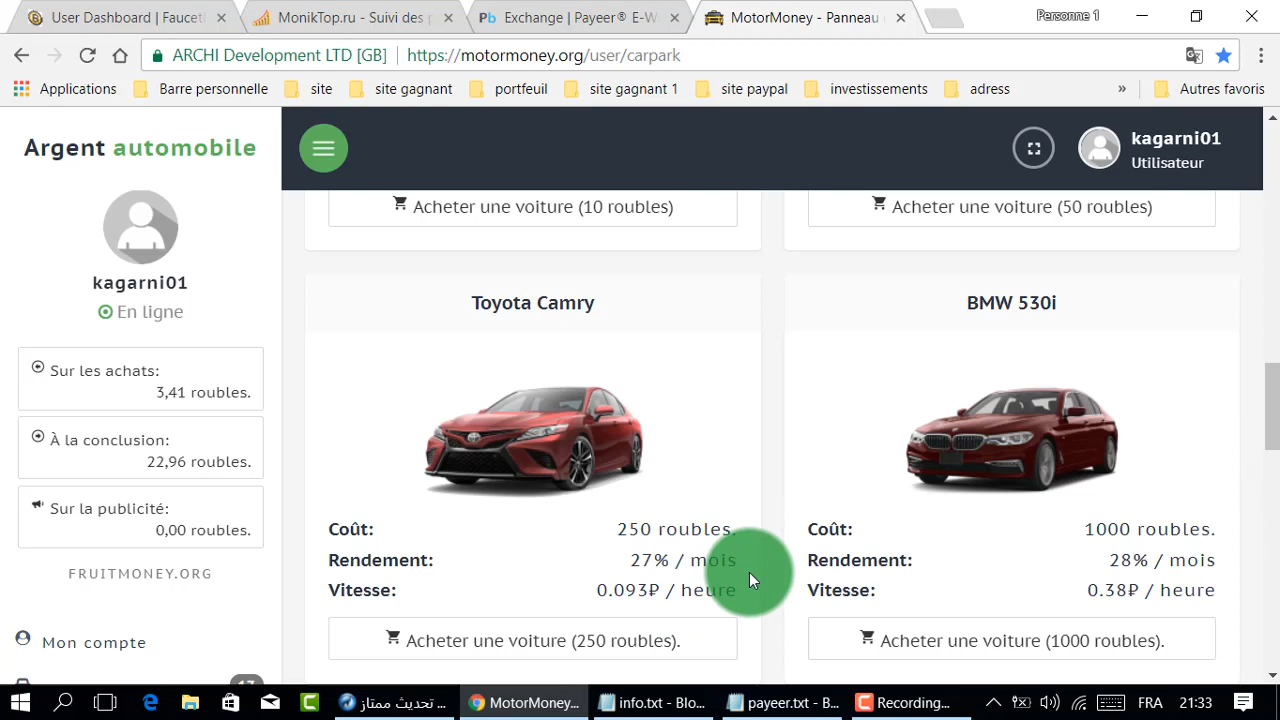 User Dashboard | Fauceti
MonikTop.ru - Suivi des
Exchange | Payeer® E-W
MotorMoney - Panneau
Personne 1
ARCHI Development LTD [GB]
https://motormoney.org/user/carpark
Applications
Barre personnelle
site
site gagnant
portfeuil
site gagnant 1
site paypal
investissements
adress
»
Autres favoris
Argent automobile
kagarni01
Utilisateur
kagarni01
En ligne
Sur les achats:
3,41 roubles.
À la conclusion:
22,96 roubles.
Sur la publicité:
0,00 roubles.
FRUITMONEY.ORG
Mon compte
Acheter une voiture (10 roubles)
Acheter une voiture (50 roubles)
Toyota Camry
Coût: 250 roubles.
Rendement: 27% / mois
Vitesse: 0.093₽ / heure
Acheter une voiture (250 roubles).
BMW 530i
Coût: 1000 roubles.
Rendement: 28% / mois
Vitesse: 0.38₽ / heure
Acheter une voiture (1000 roubles).
تحديث ممتاز ...
MotorMoney...
info.txt - Blo...
payeer.txt - B...
Recording...
FRA
21:33